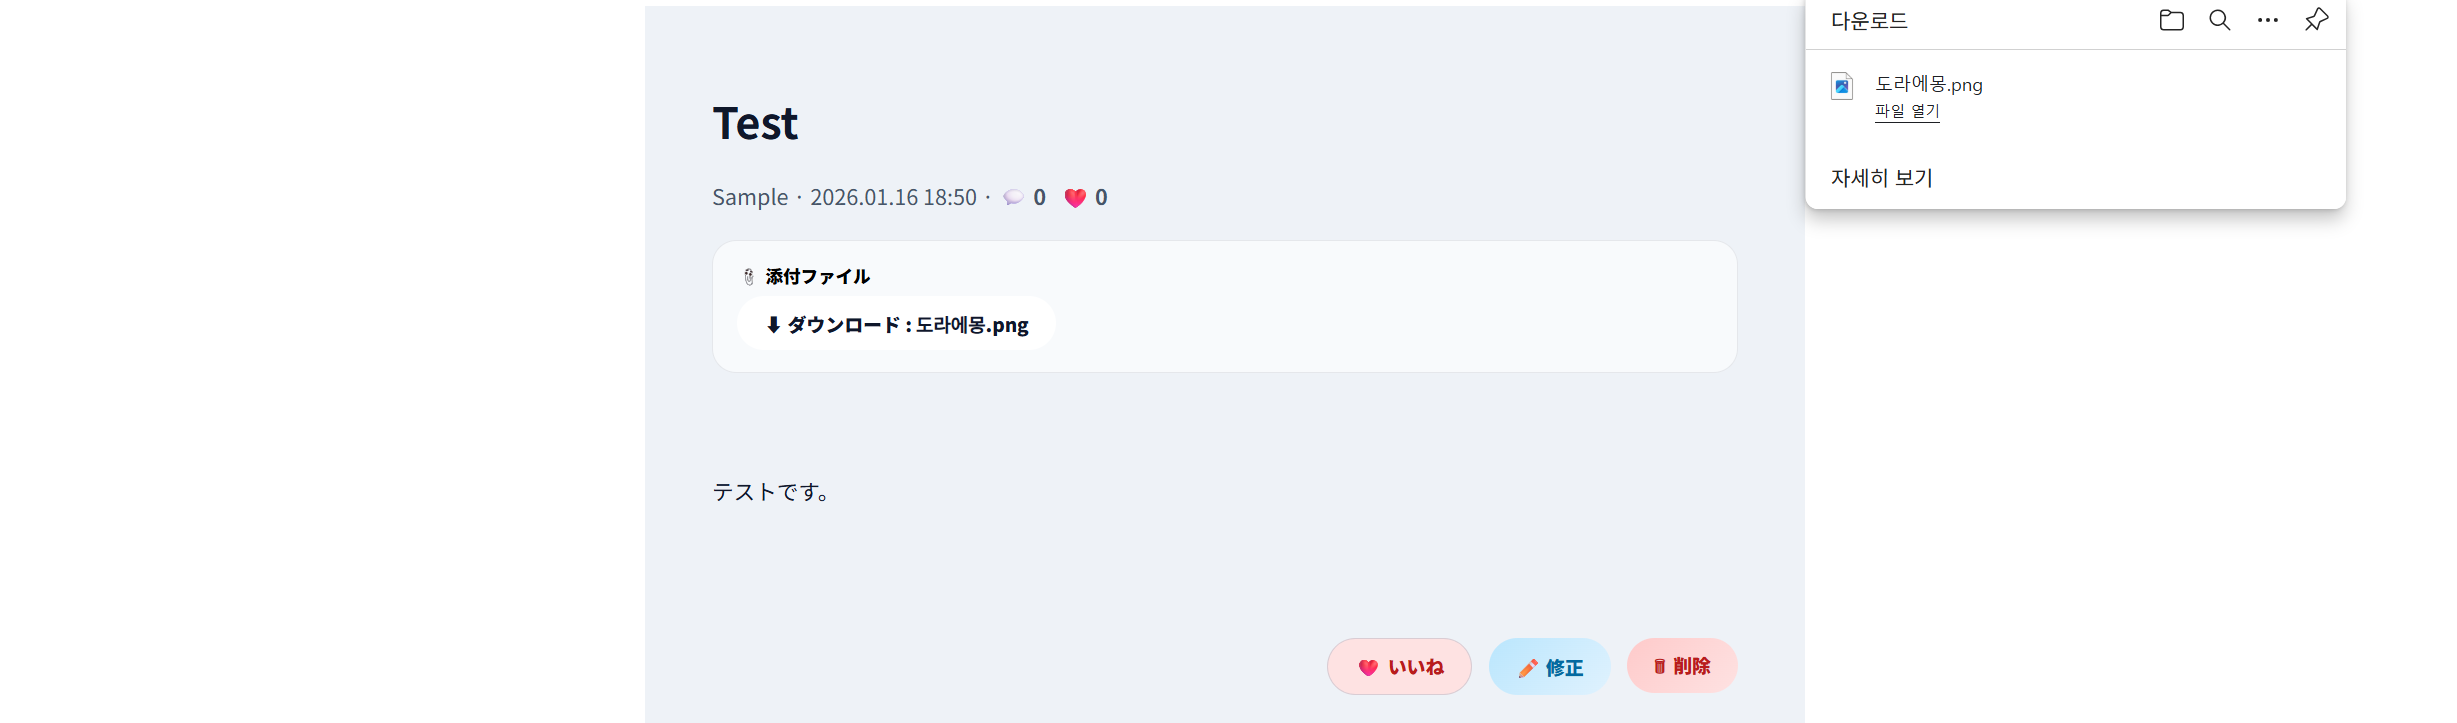 Test
Sample · 2026.01.16 18:50 · 💬 0 ❤️ 0
📎 添付ファイル
⬇ ダウンロード : 도라에몽.png
テストです。
❤️ いいね
✏️ 修正
🗑 削除
다운로드
도라에몽.png
파일 열기
자세히 보기